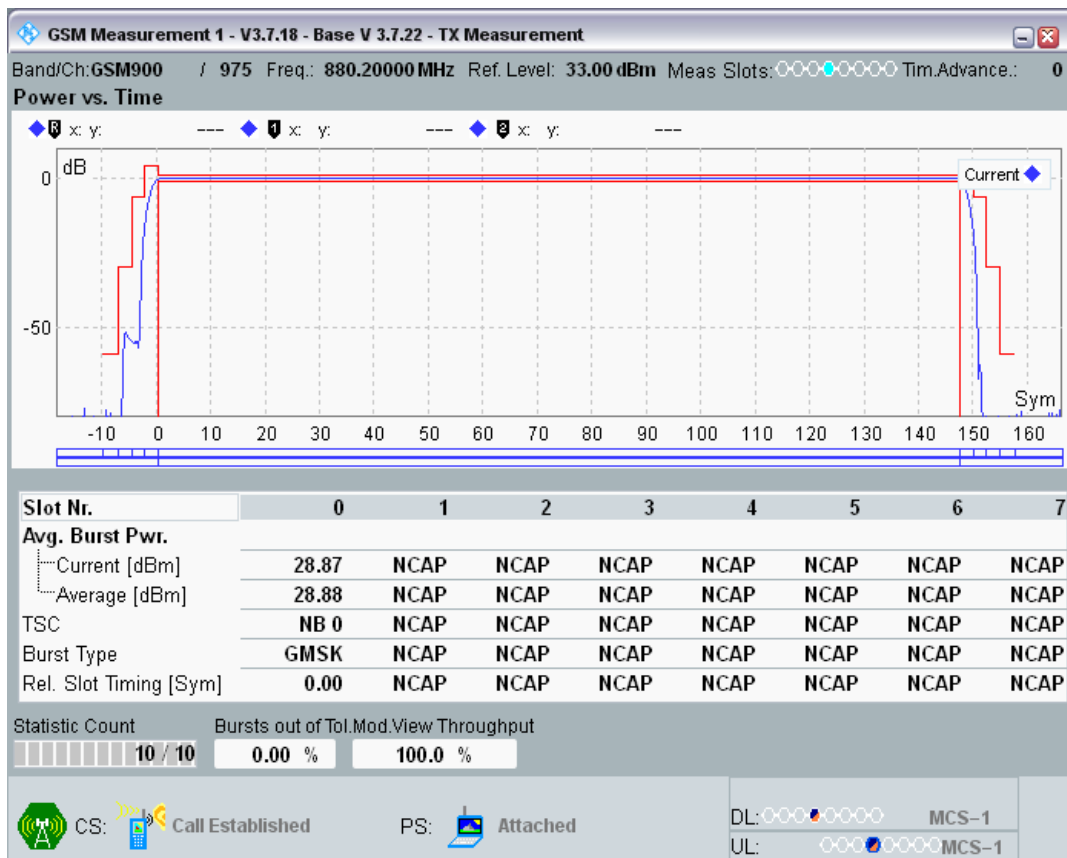 GSM Measurement 1 - V3.7.18 - Base V 3.7.22 - TX Measurement
Band/Ch:GSM900 / 975 Freq.: 880.20000 MHz Ref. Level: 33.00 dBm Meas Slots: Tim.Advance.: 0
Power vs. Time
R x: y: --- 1 x: y: --- 2 x: y: ---
dB
0
Current
-50
Sym
-10 0 10 20 30 40 50 60 70 80 90 100 110 120 130 140 150 160
Slot Nr. 0 1 2 3 4 5 6 7
Avg. Burst Pwr.
Current [dBm] 28.87 NCAP NCAP NCAP NCAP NCAP NCAP NCAP
Average [dBm] 28.88 NCAP NCAP NCAP NCAP NCAP NCAP NCAP
TSC NB 0 NCAP NCAP NCAP NCAP NCAP NCAP NCAP
Burst Type GMSK NCAP NCAP NCAP NCAP NCAP NCAP NCAP
Rel. Slot Timing [Sym] 0.00 NCAP NCAP NCAP NCAP NCAP NCAP NCAP
Statistic Count Bursts out of Tol.Mod.View Throughput
10 / 10 0.00 % 100.0 %
CS: Call Established PS: Attached
DL: MCS-1
UL: MCS-1